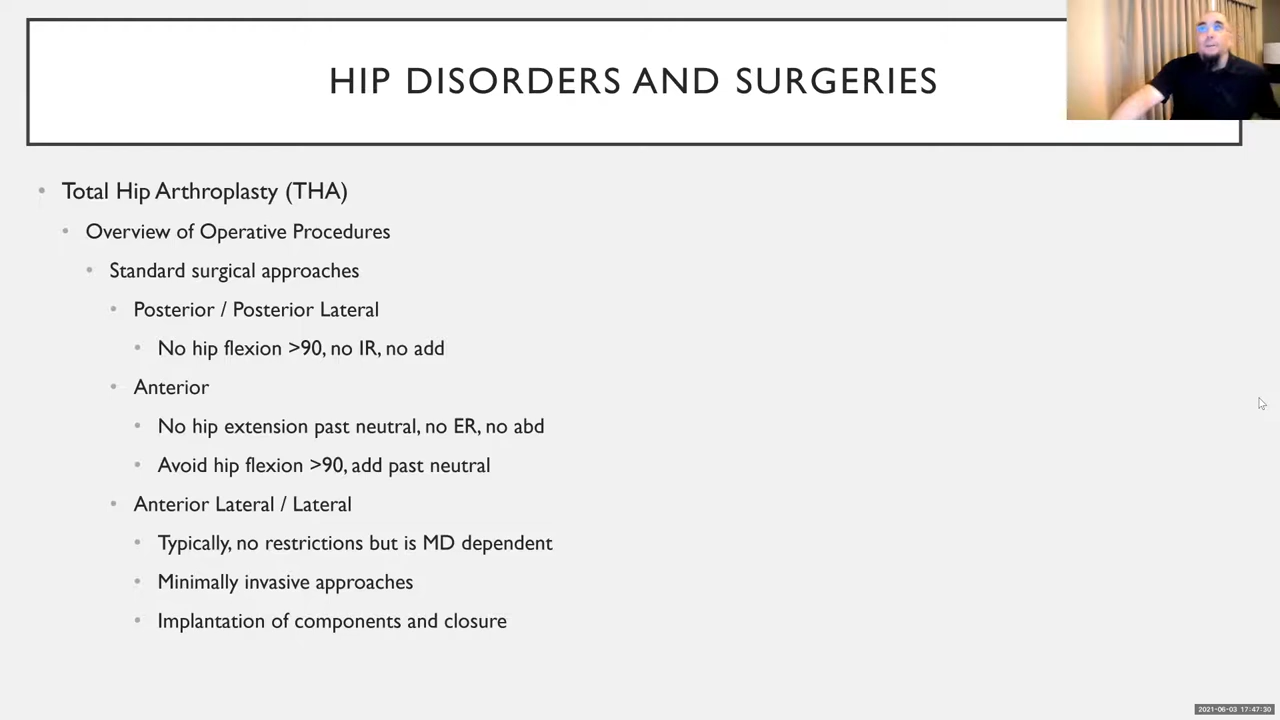 HIP DISORDERS AND SURGERIES
• Total Hip Arthroplasty (THA)
• Overview of Operative Procedures
• Standard surgical approaches
• Posterior / Posterior Lateral
• No hip flexion >90, no IR, no add
• Anterior
• No hip extension past neutral, no ER, no abd
• Avoid hip flexion >90, add past neutral
• Anterior Lateral / Lateral
• Typically, no restrictions but is MD dependent
• Minimally invasive approaches
• Implantation of components and closure
2021-06-03 17:47:30